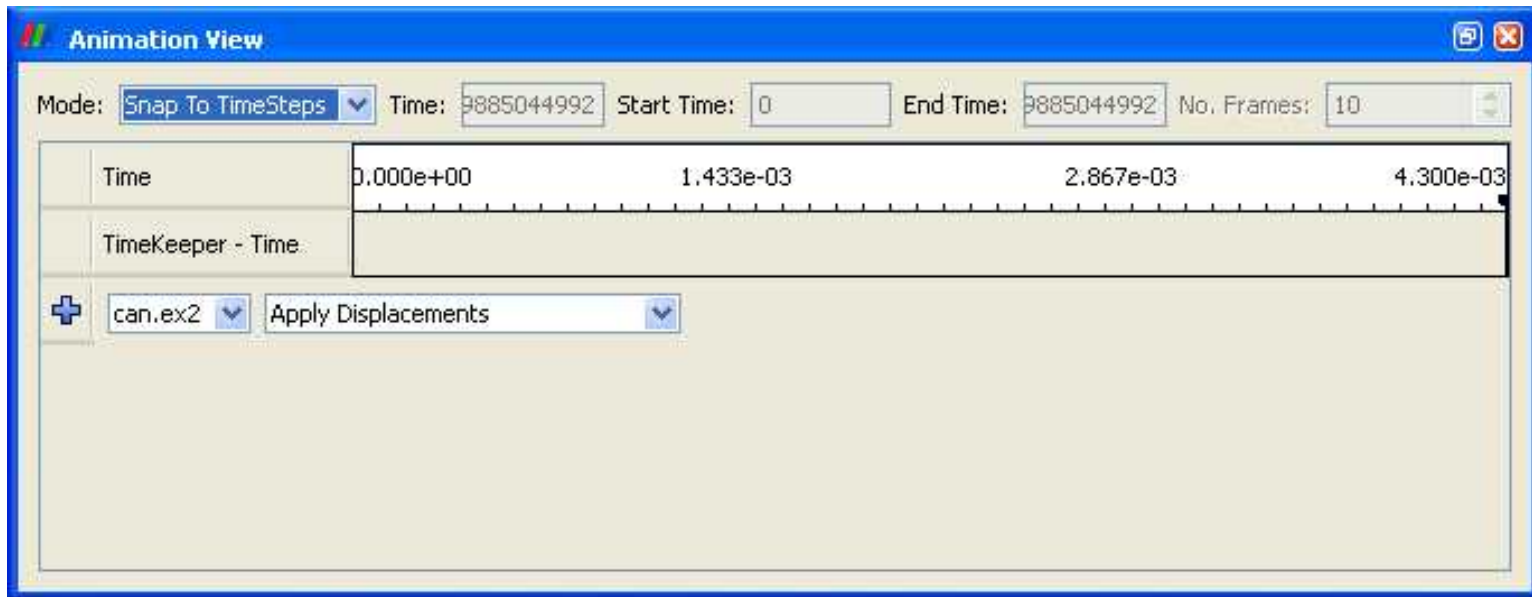 Animation View
Mode: Snap To TimeSteps Time: 9885044992 Start Time: 0 End Time: 9885044992 No. Frames: 10
Time 0.000e+00 1.433e-03 2.867e-03 4.300e-03
TimeKeeper - Time
can.ex2 Apply Displacements